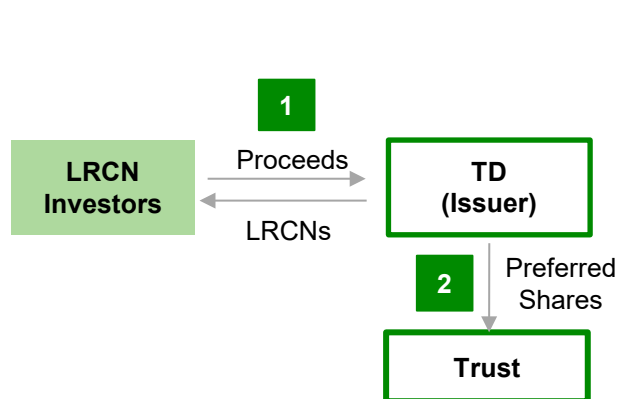 1
Proceeds
LRCN
Investors
LRCNs
TD
(Issuer)
2
Preferred
Shares
Trust